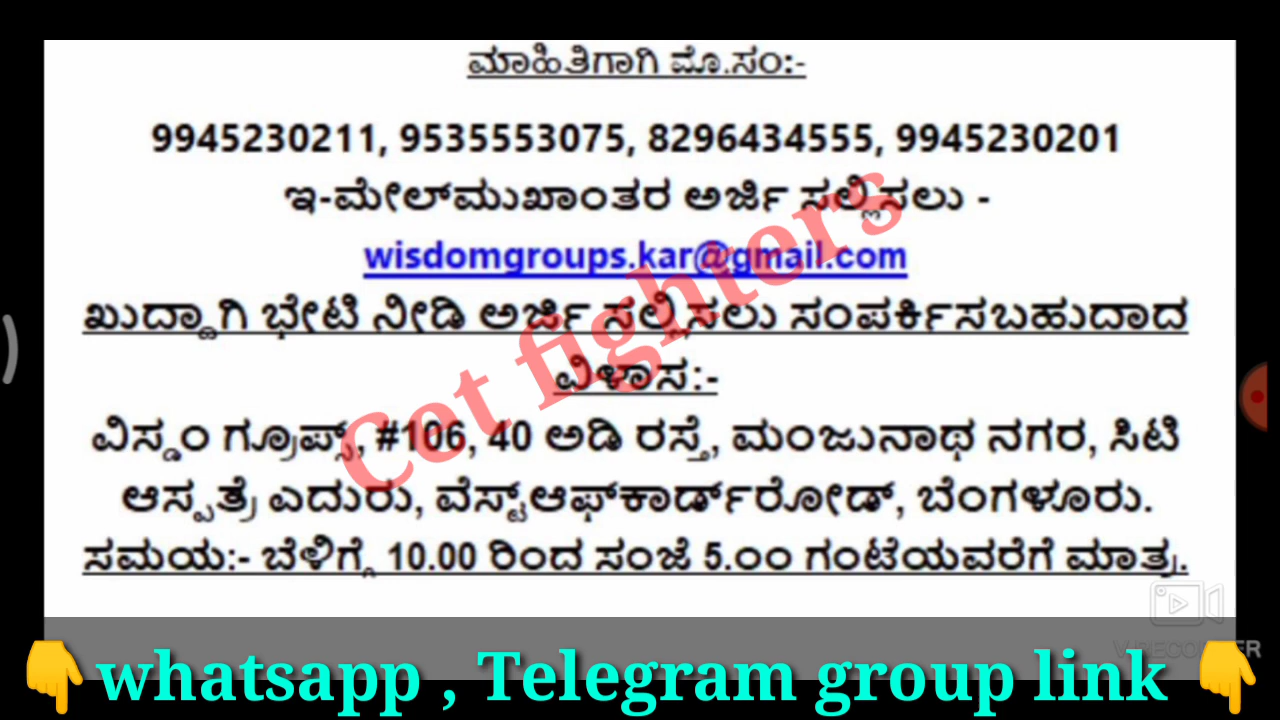 ಮಾಹಿತಿಗಾಗಿ ಮೊ.ಸಂ:-
9945230211, 9535553075, 8296434555, 9945230201
ಇ-ಮೇಲ್‌ಮುಖಾಂತರ ಅರ್ಜಿ ಸಲ್ಲಿಸಲು -
wisdomgroups.kar@gmail.com
ಖುದ್ದಾಗಿ ಭೇಟಿ ನೀಡಿ ಅರ್ಜಿ ಸಲ್ಲಿಸಲು ಸಂಪರ್ಕಿಸಬಹುದಾದ
ವಿಳಾಸ:-
ವಿಸ್ಡಂ ಗ್ರೂಪ್ಸ್, #106, 40 ಅಡಿ ರಸ್ತೆ, ಮಂಜುನಾಥ ನಗರ, ಸಿಟಿ
ಆಸ್ಪತ್ರೆ ಎದುರು, ವೆಸ್ಟ್‌ಆಫ್‌ಕಾರ್ಡ್‌ರೋಡ್, ಬೆಂಗಳೂರು.
ಸಮಯ:- ಬೆಳಿಗ್ಗೆ 10.00 ರಿಂದ ಸಂಜೆ 5.೦೦ ಗಂಟೆಯವರೆಗೆ ಮಾತ್ರ.
Cet fighters
V RECORDER
👇whatsapp , Telegram group link 👇